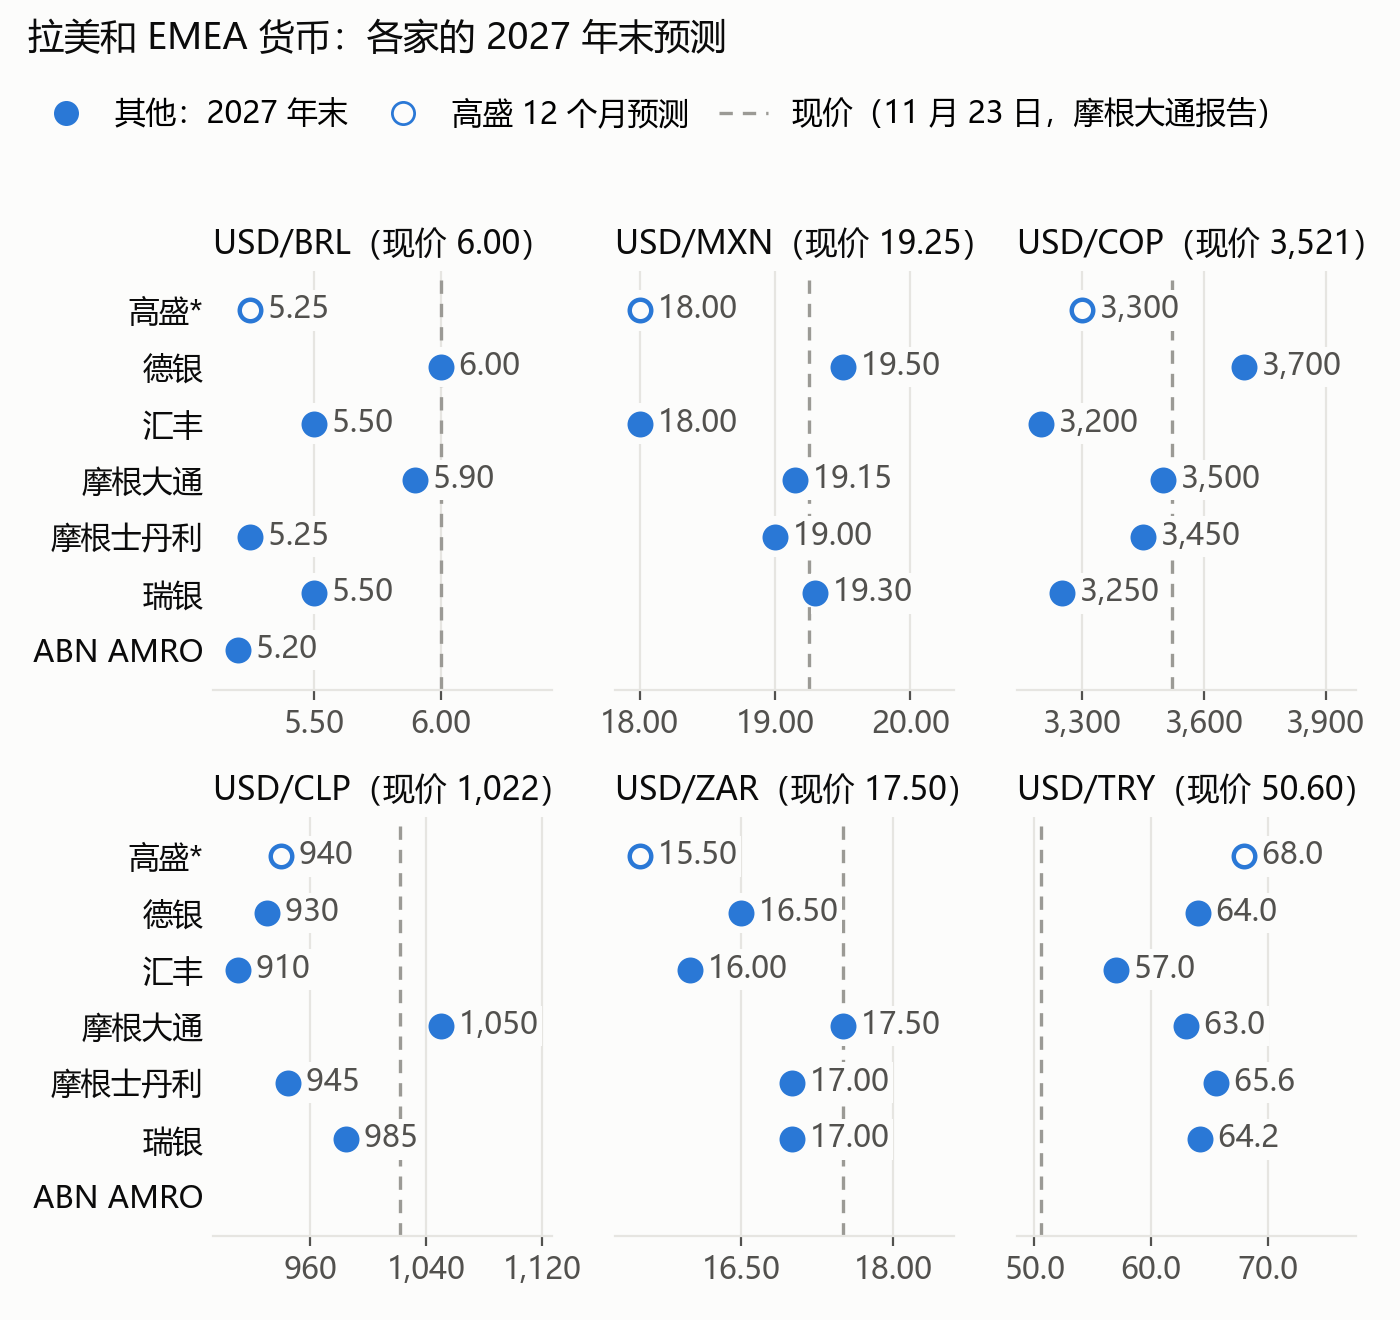 拉美和 EMEA 货币：各家的 2027 年末预测
其他：2027 年末 高盛 12 个月预测 现价（11 月 23 日，摩根大通报告）
USD/BRL（现价 6.00） USD/MXN（现价 19.25） USD/COP（现价 3,521）
高盛* 5.25 18.00 3,300
德银 6.00 19.50 3,700
汇丰 5.50 18.00 3,200
摩根大通 5.90 19.15 3,500
摩根士丹利 5.25 19.00 3,450
瑞银 5.50 19.30 3,250
ABN AMRO 5.20
5.50 6.00 18.00 19.00 20.00 3,300 3,600 3,900
USD/CLP（现价 1,022） USD/ZAR（现价 17.50） USD/TRY（现价 50.60）
高盛* 940 15.50 68.0
德银 930 16.50 64.0
汇丰 910 16.00 57.0
摩根大通 1,050 17.50 63.0
摩根士丹利 945 17.00 65.6
瑞银 985 17.00 64.2
ABN AMRO
960 1,040 1,120 16.50 18.00 50.0 60.0 70.0